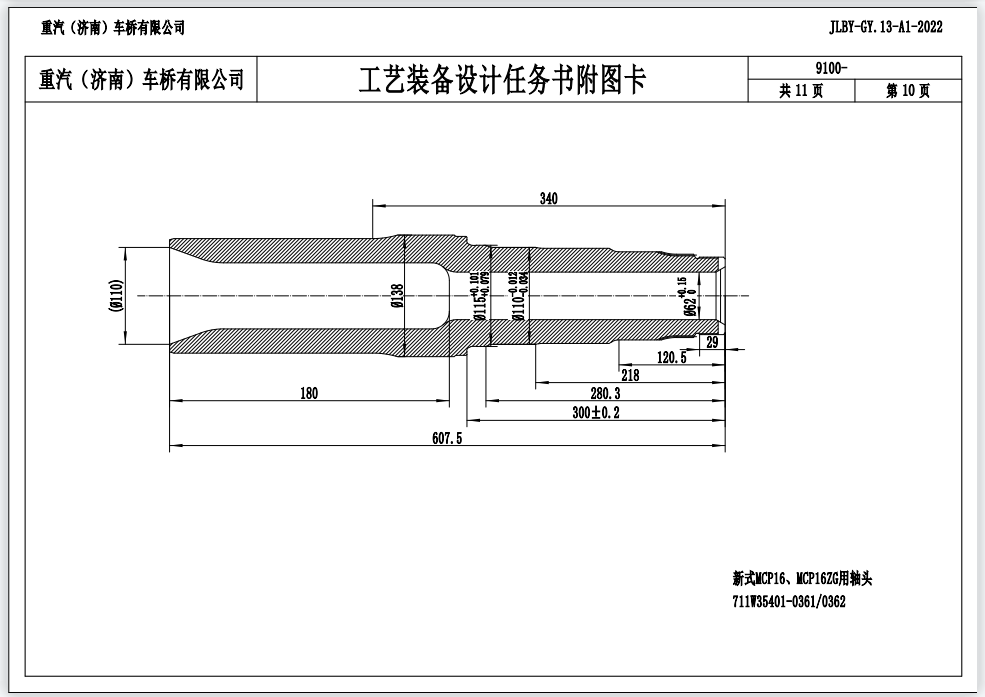 重汽（济南）车桥有限公司
JLBY-GY.13-A1-2022
重汽（济南）车桥有限公司
工艺装备设计任务书附图卡
9100-
共 11 页
第 10 页
340
(Ø110)
Ø138
Ø115+0.101+0.079
Ø110-0.012-0.034
Ø62+0.15 0
29
120.5
218
180
280.3
300±0.2
607.5
新式MCP16、MCP16ZG用轴头
711W35401-0361/0362